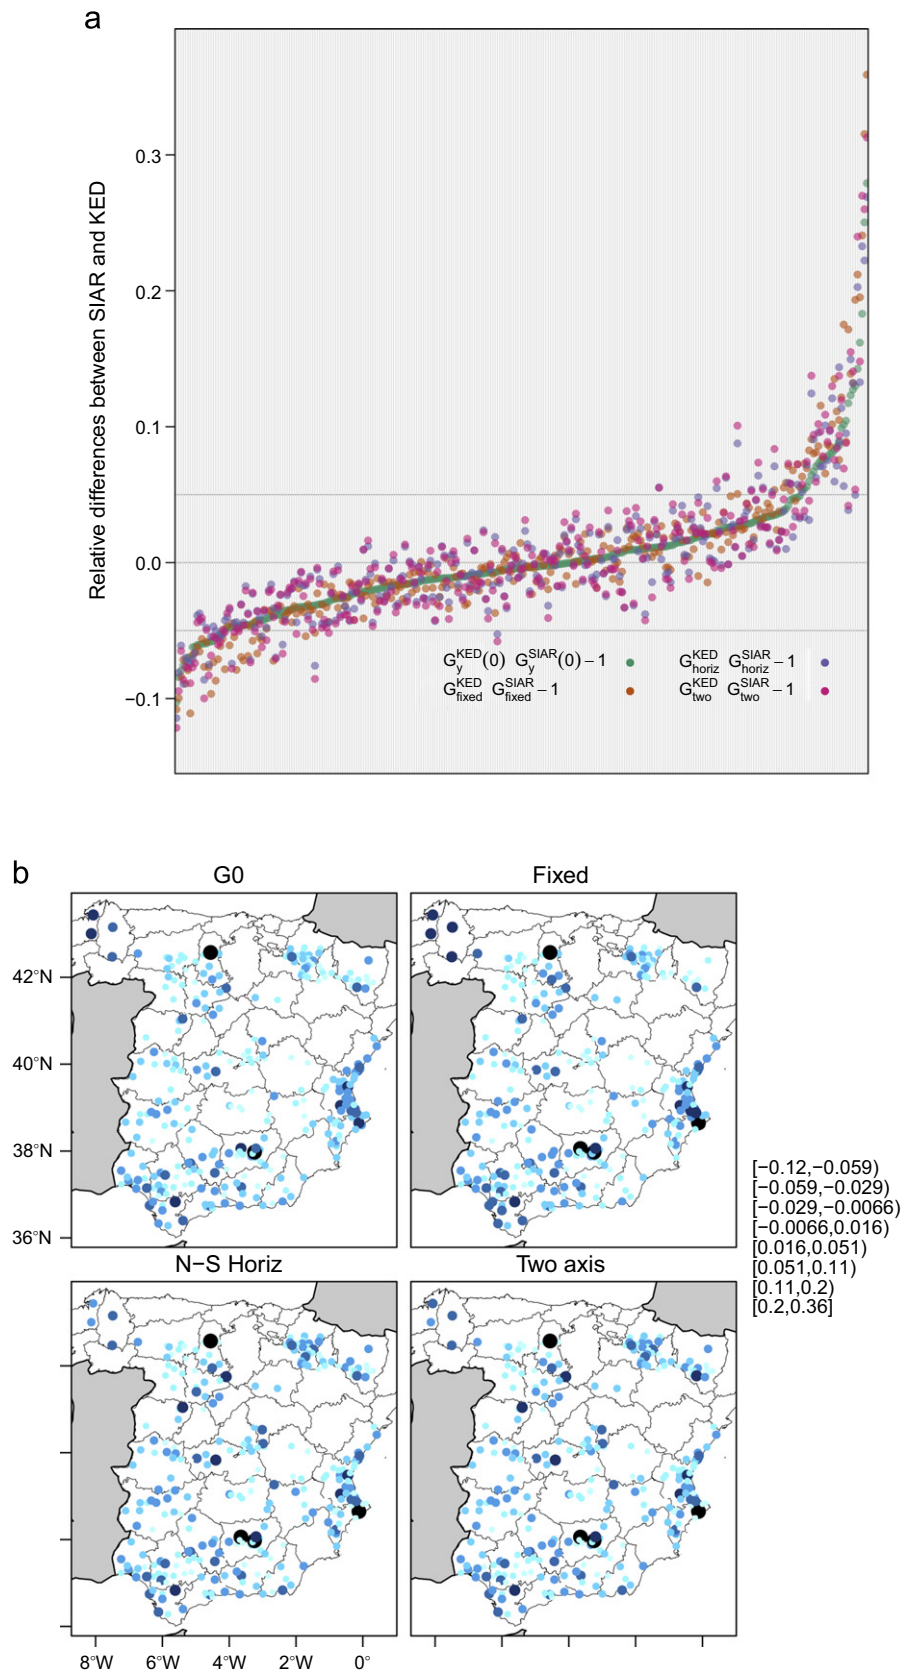 a
Relative differences between SIAR and KED
0.3
0.2
0.1
0.0
−0.1
G_y^KED(0) G_y^SIAR(0) − 1
G_fixed^KED G_fixed^SIAR − 1
G_horiz^KED G_horiz^SIAR − 1
G_two^KED G_two^SIAR − 1
b
G0
Fixed
42°N
40°N
38°N
36°N
N−S Horiz
Two axis
8°W
6°W
4°W
2°W
0°
[−0.12,−0.059)
[−0.059,−0.029)
[−0.029,−0.0066)
[−0.0066,0.016)
[0.016,0.051)
[0.051,0.11)
[0.11,0.2)
[0.2,0.36]